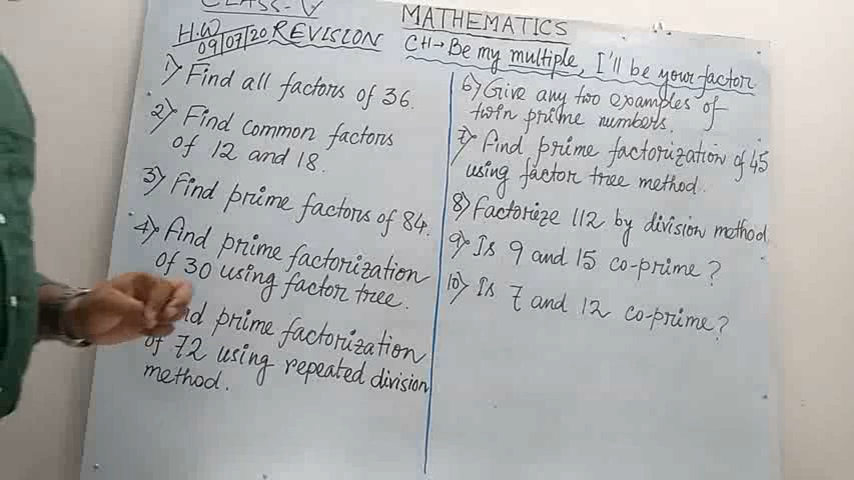 CLASS-V
MATHEMATICS
H.W
09/07/20 REVISION
CH→Be my multiple, I'll be your factor
1) Find all factors of 36.
2) Find common factors
of 12 and 18.
3) Find prime factors of 84.
4) Find prime factorization
of 30 using factor tree.
nd prime factorization
of 72 using repeated division
method.
6) Give any two examples of
twin prime numbers.
7) Find prime factorization of 45
using factor tree method.
8) Factorize 112 by division method
9) Is 9 and 15 co-prime?
10) Is 7 and 12 co-prime?